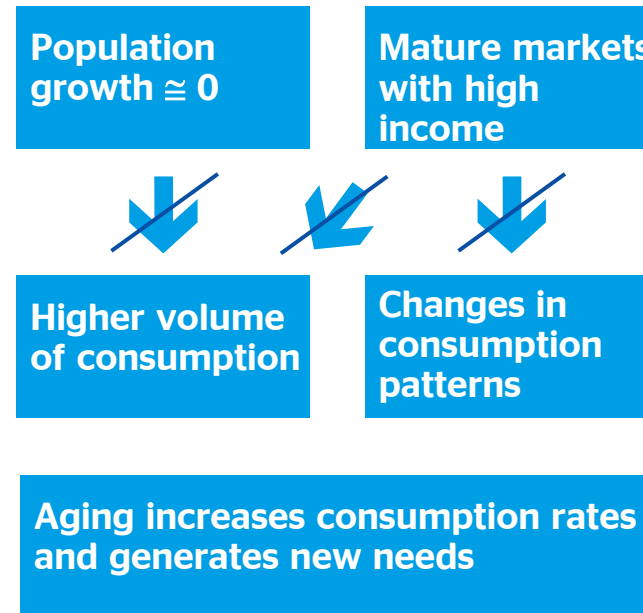 Population
growth ≅ 0
Mature markets
with high
income
Higher volume
of consumption
Changes in
consumption
patterns
Aging increases consumption rates
and generates new needs